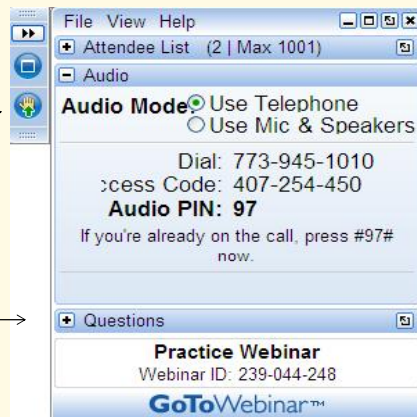 File View Help
Attendee List (2 | Max 1001)
Audio
Audio Mode: Use Telephone
Use Mic & Speakers
Dial: 773-945-1010
ccess Code: 407-254-450
Audio PIN: 97
If you're already on the call, press #97#
now.
Questions
Practice Webinar
Webinar ID: 239-044-248
GoToWebinar™